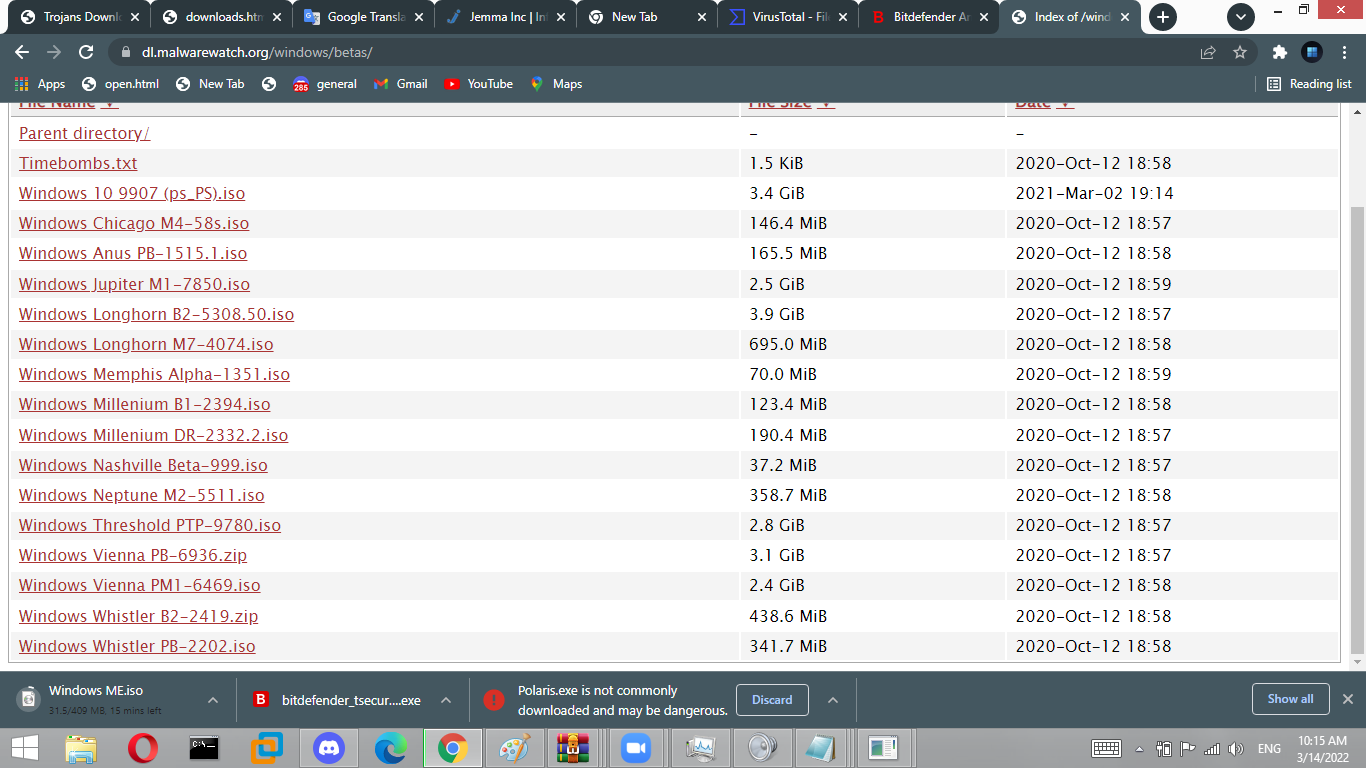 Trojans Downl
downloads.htm
Google Transla
Jemma Inc | In
New Tab
VirusTotal - Fil
Bitdefender An
Index of /wind
dl.malwarewatch.org/windows/betas/
Apps
open.html
New Tab
285
general
Gmail
YouTube
Maps
Reading list
File Name
File Size
Date
Parent directory/ - -
Timebombs.txt 1.5 KiB 2020-Oct-12 18:58
Windows 10 9907 (ps_PS).iso 3.4 GiB 2021-Mar-02 19:14
Windows Chicago M4-58s.iso 146.4 MiB 2020-Oct-12 18:57
Windows Anus PB-1515.1.iso 165.5 MiB 2020-Oct-12 18:58
Windows Jupiter M1-7850.iso 2.5 GiB 2020-Oct-12 18:59
Windows Longhorn B2-5308.50.iso 3.9 GiB 2020-Oct-12 18:57
Windows Longhorn M7-4074.iso 695.0 MiB 2020-Oct-12 18:58
Windows Memphis Alpha-1351.iso 70.0 MiB 2020-Oct-12 18:59
Windows Millenium B1-2394.iso 123.4 MiB 2020-Oct-12 18:58
Windows Millenium DR-2332.2.iso 190.4 MiB 2020-Oct-12 18:57
Windows Nashville Beta-999.iso 37.2 MiB 2020-Oct-12 18:57
Windows Neptune M2-5511.iso 358.7 MiB 2020-Oct-12 18:58
Windows Threshold PTP-9780.iso 2.8 GiB 2020-Oct-12 18:57
Windows Vienna PB-6936.zip 3.1 GiB 2020-Oct-12 18:57
Windows Vienna PM1-6469.iso 2.4 GiB 2020-Oct-12 18:58
Windows Whistler B2-2419.zip 438.6 MiB 2020-Oct-12 18:58
Windows Whistler PB-2202.iso 341.7 MiB 2020-Oct-12 18:58
Windows ME.iso
31.5/409 MB, 15 mins left
B
bitdefender_tsecur....exe
Polaris.exe is not commonly
downloaded and may be dangerous.
Discard
Show all
C:\_
ENG
10:15 AM
3/14/2022